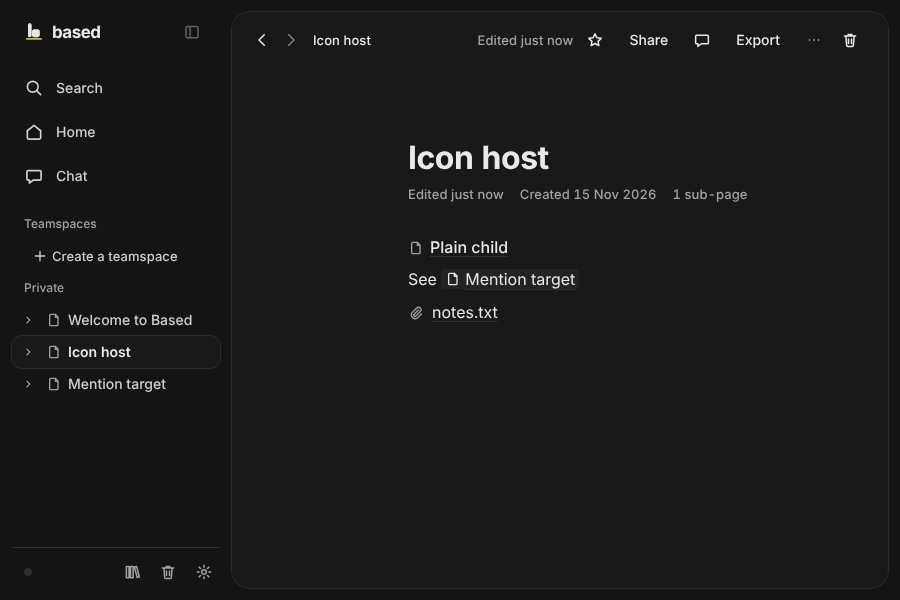 based
Search
Home
Chat
Teamspaces
Create a teamspace
Private
Welcome to Based
Icon host
Mention target
Icon host
Edited just now
Share
Export
Icon host
Edited just now Created 15 Nov 2026 1 sub-page
Plain child
See Mention target
notes.txt